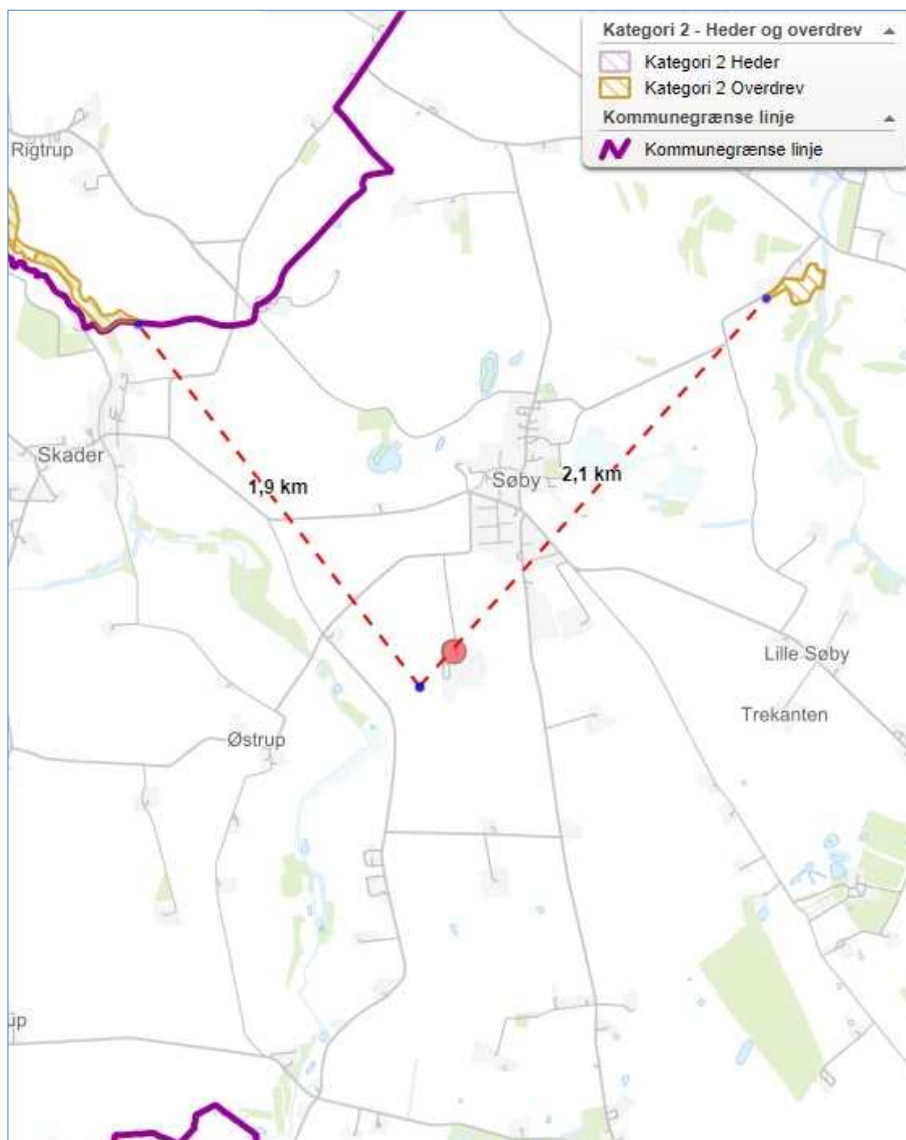 Kategori 2 - Heder og overdrev
Kategori 2 Heder
Kategori 2 Overdrev
Kommunegrænse linje
Kommunegrænse linje
Rigtrup
Skader
1,9 km
Søby
2,1 km
Lille Søby
Trekanten
Østrup
up